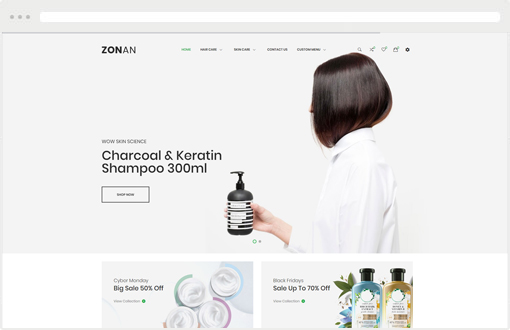 ZONAN
HOME HAIR CARE SKIN CARE CONTACT US CUSTOM MENU
WOW SKIN SCIENCE
Charcoal & Keratin
Shampoo 300ml
SHOP NOW
Cyber Monday
Big Sale 50% Off
View Collection
Black Fridays
Sale Up To 70% Off
View Collection